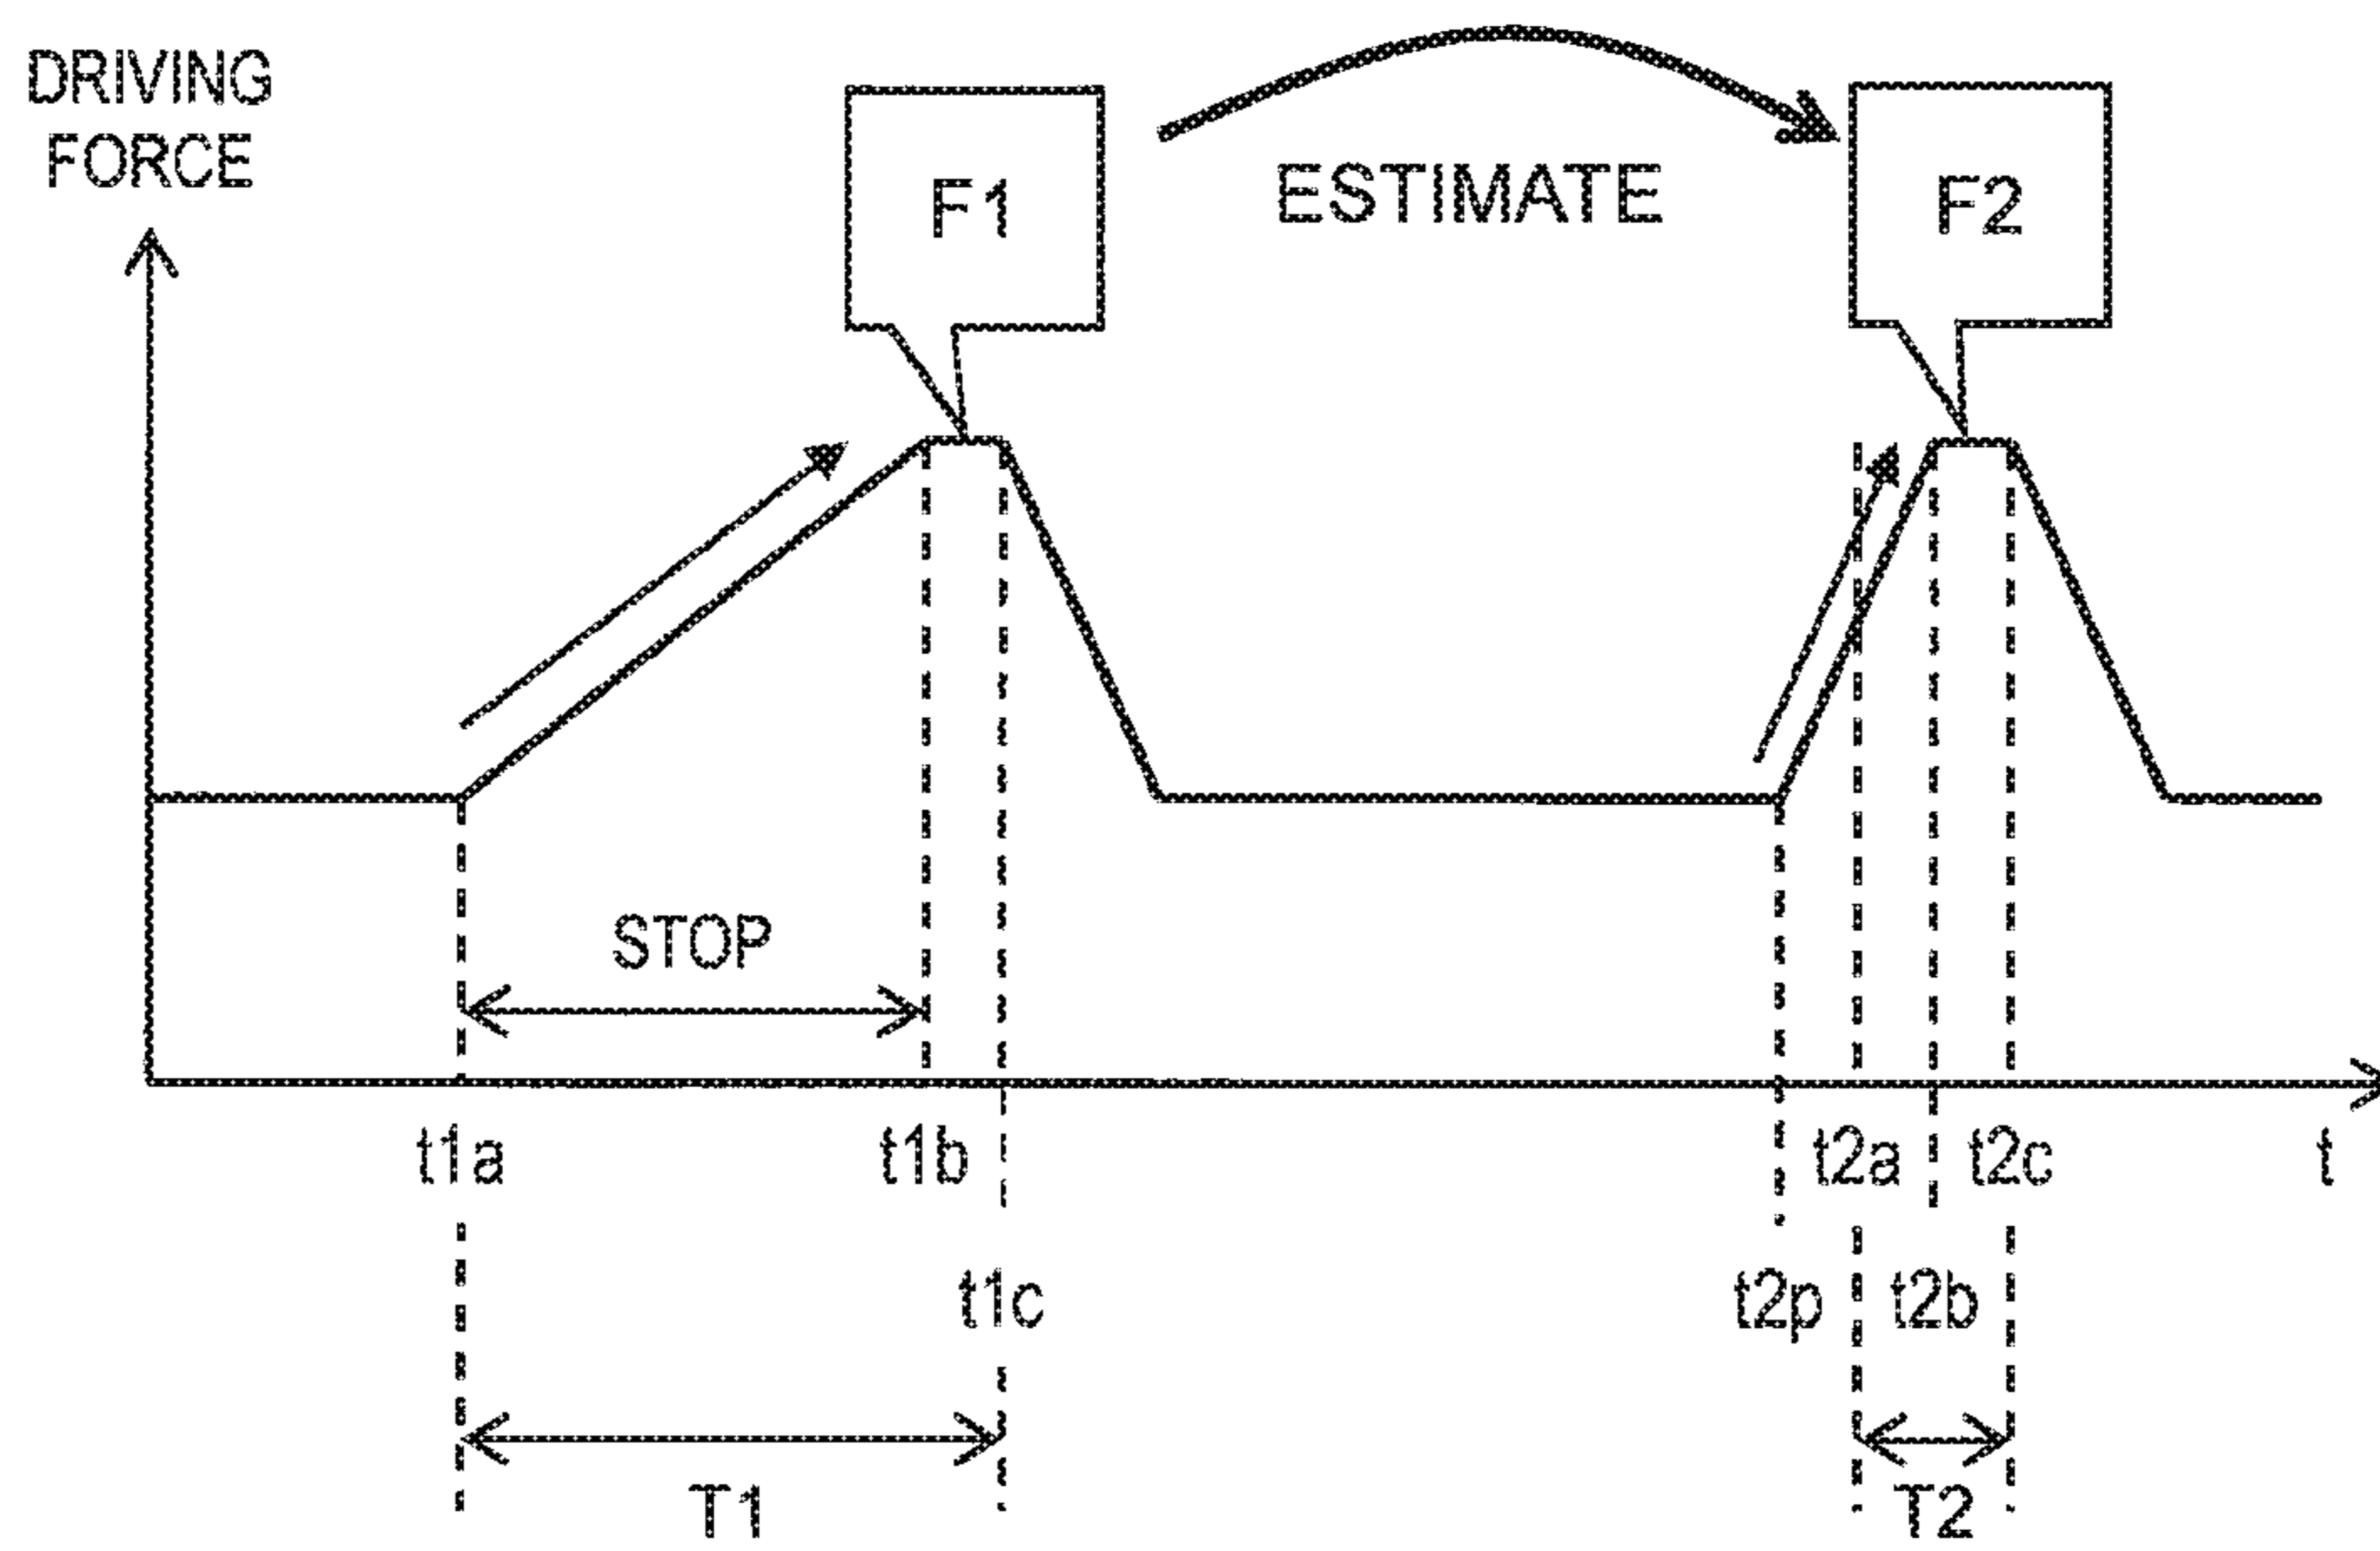 DRIVING
FORCE
F1
ESTIMATE
F2
STOP
t1a
t1b
t2a
t2c
t
t1c
t2p
t2b
T1
T2